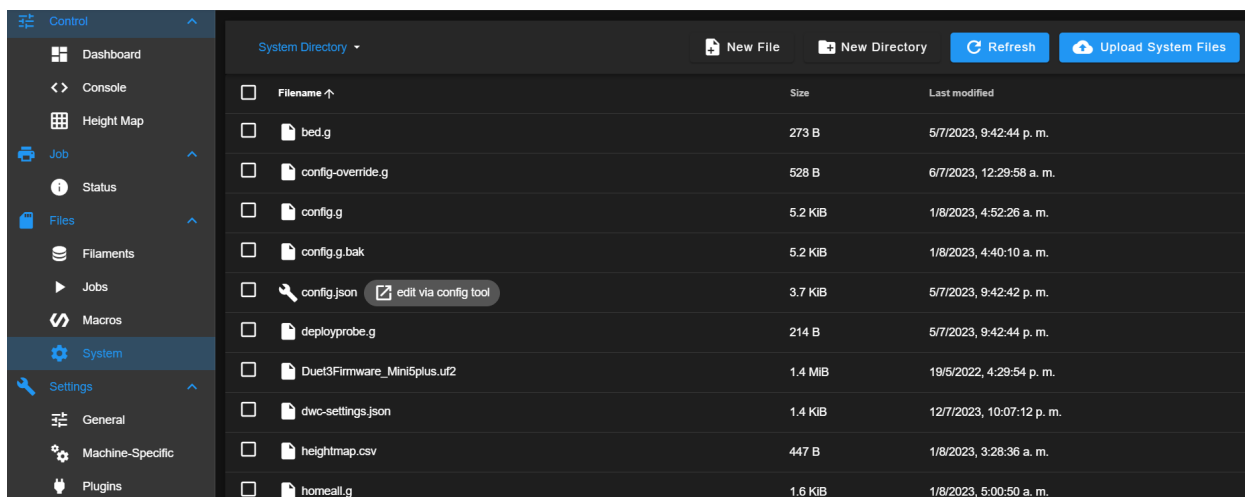 Control
Dashboard
Console
Height Map
Job
Status
Files
Filaments
Jobs
Macros
System
Settings
General
Machine-Specific
Plugins
System Directory
New File
New Directory
Refresh
Upload System Files
Filename Size Last modified
bed.g 273 B 5/7/2023, 9:42:44 p. m.
config-override.g 528 B 6/7/2023, 12:29:58 a. m.
config.g 5.2 KiB 1/8/2023, 4:52:26 a. m.
config.g.bak 5.2 KiB 1/8/2023, 4:40:10 a. m.
config.json edit via config tool 3.7 KiB 5/7/2023, 9:42:42 p. m.
deployprobe.g 214 B 5/7/2023, 9:42:44 p. m.
Duet3Firmware_Mini5plus.uf2 1.4 MiB 19/5/2022, 4:29:54 p. m.
dwc-settings.json 1.4 KiB 12/7/2023, 10:07:12 p. m.
heightmap.csv 447 B 1/8/2023, 3:28:36 a. m.
homeall.g 1.6 KiB 1/8/2023, 5:00:50 a. m.